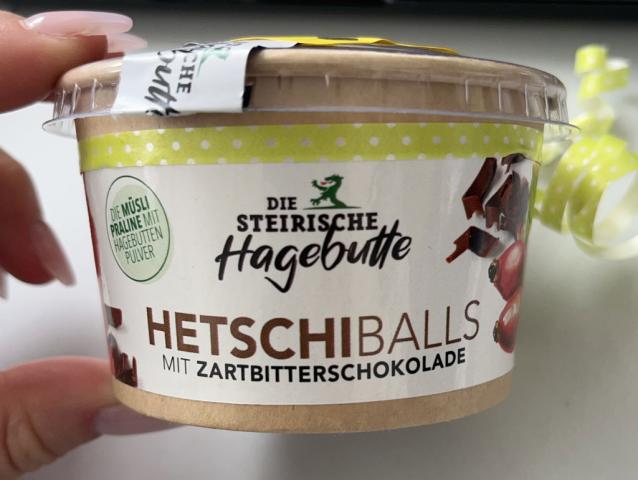 DIE MÜSLI
PRALINE MIT
HAGEBUTTEN
PULVER
DIE
STEIRISCHE
Hagebutte
HETSCHIBALLS
MIT ZARTBITTERSCHOKOLADE